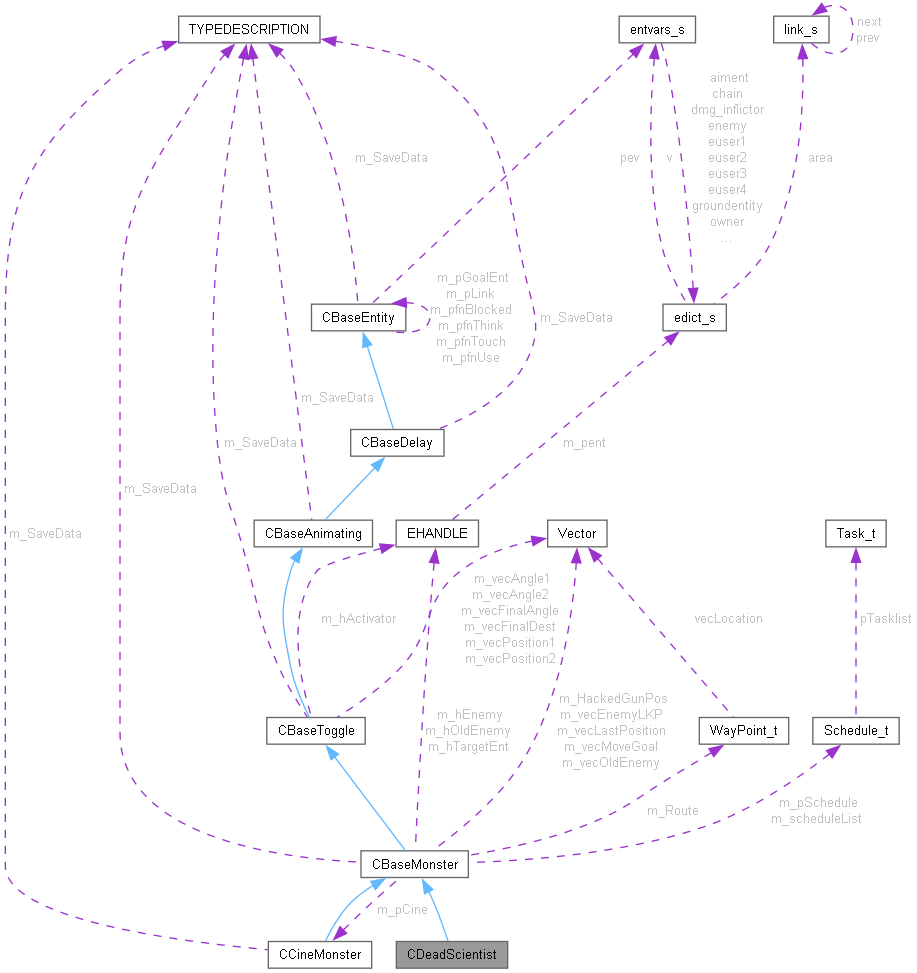 TYPEDESCRIPTION
entvars_s
link_s
next
prev
aiment
chain
dmg_inflictor
enemy
euser1
euser2
euser3
euser4
groundentity
owner
...
m_SaveData
pev
v
area
m_pGoalEnt
m_pLink
m_pfnBlocked
m_pfnThink
m_pfnTouch
m_pfnUse
CBaseEntity
m_SaveData
edict_s
m_SaveData
m_SaveData
CBaseDelay
m_pent
m_SaveData
m_SaveData
CBaseAnimating
EHANDLE
Vector
Task_t
m_hActivator
m_vecAngle1
m_vecAngle2
m_vecFinalAngle
m_vecFinalDest
m_vecPosition1
m_vecPosition2
vecLocation
pTasklist
m_hEnemy
m_hOldEnemy
m_hTargetEnt
m_HackedGunPos
m_vecEnemyLKP
m_vecLastPosition
m_vecMoveGoal
m_vecOldEnemy
CBaseToggle
WayPoint_t
Schedule_t
m_Route
m_pSchedule
m_scheduleList
CBaseMonster
m_pCine
CCineMonster
CDeadScientist